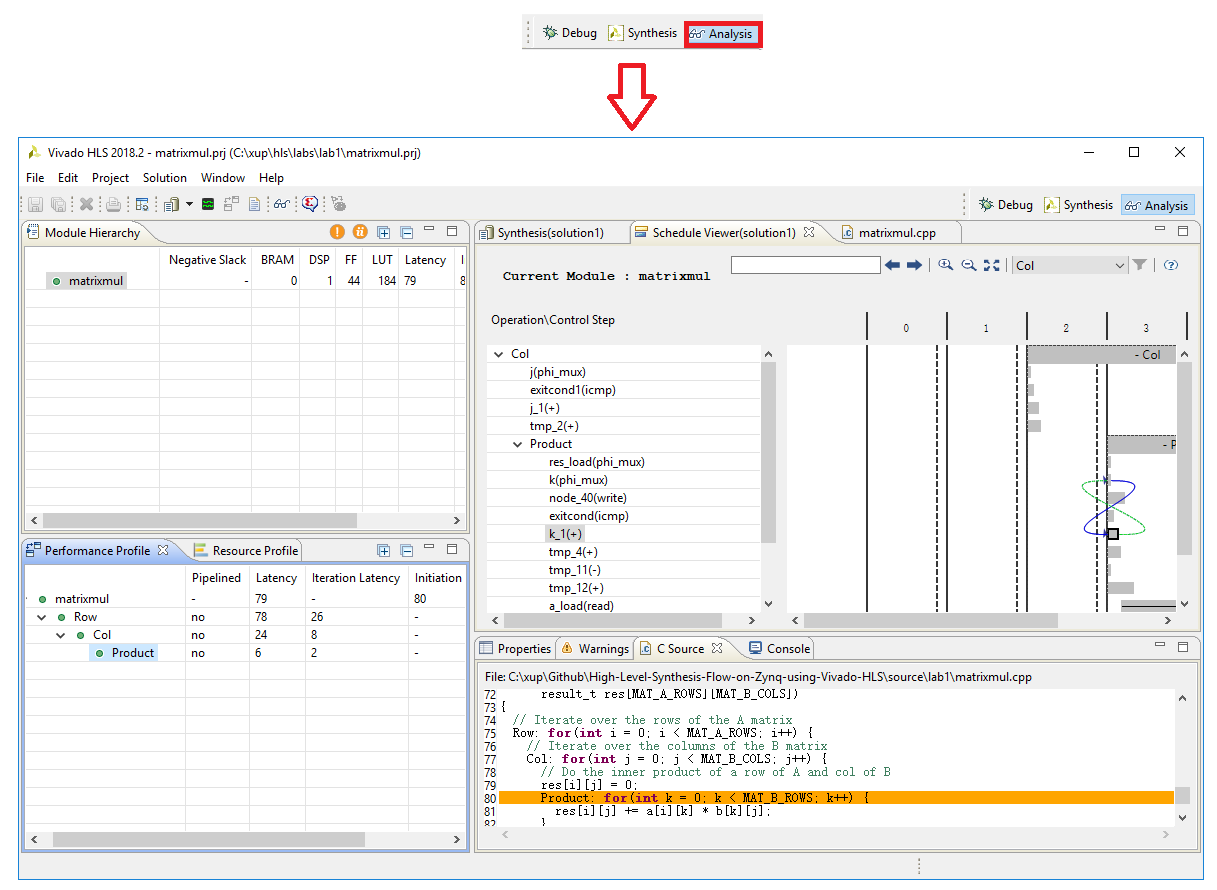 Debug Synthesis Analysis
Vivado HLS 2018.2 - matrixmul.prj (C:\xup\hls\labs\lab1\matrixmul.prj)
File Edit Project Solution Window Help
Debug Synthesis Analysis
Module Hierarchy
Negative Slack BRAM DSP FF LUT Latency I
matrixmul - 0 1 44 184 79 8
Synthesis(solution1) Schedule Viewer(solution1) matrixmul.cpp
Current Module : matrixmul
Col
Operation\Control Step
0 1 2 3
Col
- Col
j(phi_mux)
exitcond1(icmp)
j_1(+)
tmp_2(+)
Product
- P
res_load(phi_mux)
k(phi_mux)
node_40(write)
exitcond(icmp)
k_1(+)
tmp_4(+)
tmp_11(-)
tmp_12(+)
a_load(read)
Performance Profile Resource Profile
Pipelined Latency Iteration Latency Initiation
matrixmul - 79 - 80
Row no 78 26 -
Col no 24 8 -
Product no 6 2 -
Properties Warnings C Source Console
File: C:\xup\Github\High-Level-Synthesis-Flow-on-Zynq-using-Vivado-HLS\source\lab1\matrixmul.cpp
72 result_t res[MAT_A_ROWS][MAT_B_COLS])
73 {
74 // Iterate over the rows of the A matrix
75 Row: for(int i = 0; i < MAT_A_ROWS; i++) {
76 // Iterate over the columns of the B matrix
77 Col: for(int j = 0; j < MAT_B_COLS; j++) {
78 // Do the inner product of a row of A and col of B
79 res[i][j] = 0;
80 Product: for(int k = 0; k < MAT_B_ROWS; k++) {
81 res[i][j] += a[i][k] * b[k][j];
82 }